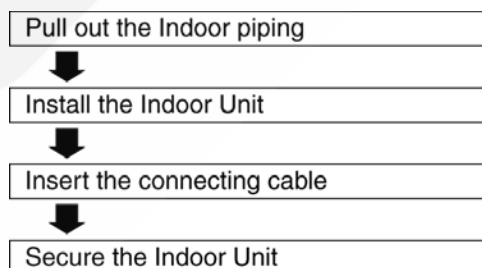 Pull out the Indoor piping
Install the Indoor Unit
Insert the connecting cable
Secure the Indoor Unit